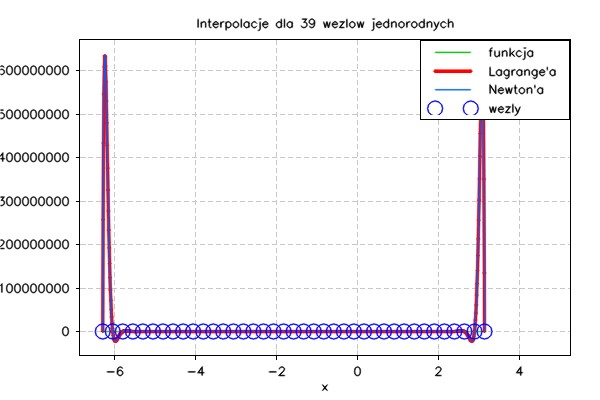 Interpolacje dla 39 wezlow jednorodnych
funkcja
Lagrange'a
Newton'a
wezly
600000000
500000000
400000000
300000000
200000000
100000000
0
−6
−4
−2
0
2
4
x